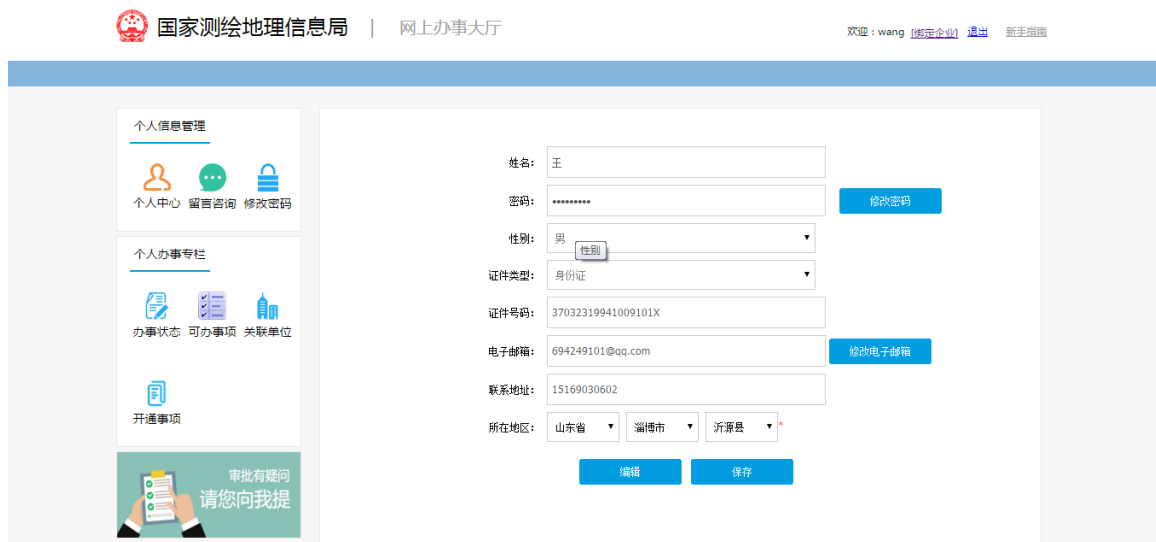 国家测绘地理信息局 | 网上办事大厅
欢迎：wang [绑定企业] 退出 新手指南
个人信息管理
个人中心 留言咨询 修改密码
个人办事专栏
办事状态 可办事项 关联单位
开通事项
审批有疑问
请您向我提
姓名： 王
密码： ••••••••• 修改密码
性别： 男
性别
证件类型： 身份证
证件号码： 37032319941009101X
电子邮箱： 694249101@qq.com 修改电子邮箱
联系地址： 15169030602
所在地区： 山东省 淄博市 沂源县 *
编辑 保存